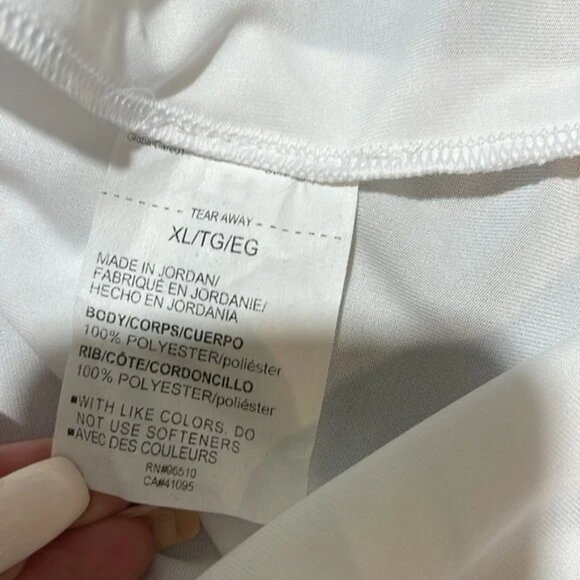 TEAR AWAY
XL/TG/EG
MADE IN JORDAN/
FABRIQUÉ EN JORDANIE/
HECHO EN JORDANIA
BODY/CORPS/CUERPO
100% POLYESTER/poliéster
RIB/CÔTE/CORDONCILLO
100% POLYESTER/poliéster
■WITH LIKE COLORS. DO
NOT USE SOFTENERS
■AVEC DES COULEURS
RN#96510
CA#41095